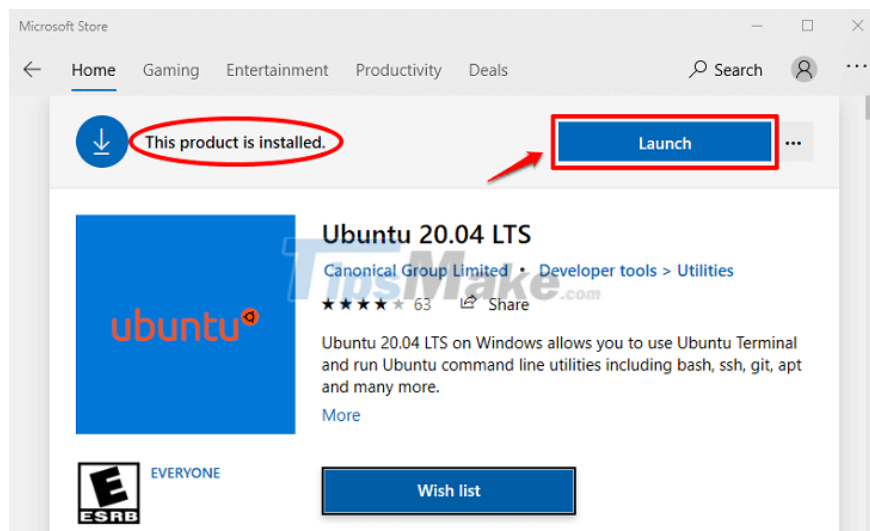 Microsoft Store
Home Gaming Entertainment Productivity Deals Search
This product is installed.
Launch
Ubuntu 20.04 LTS
Canonical Group Limited • Developer tools > Utilities
TipsMake.com
63 Share
ubuntu
Ubuntu 20.04 LTS on Windows allows you to use Ubuntu Terminal
and run Ubuntu command line utilities including bash, ssh, git, apt
and many more.
More
EVERYONE
E
ESRB
Wish list